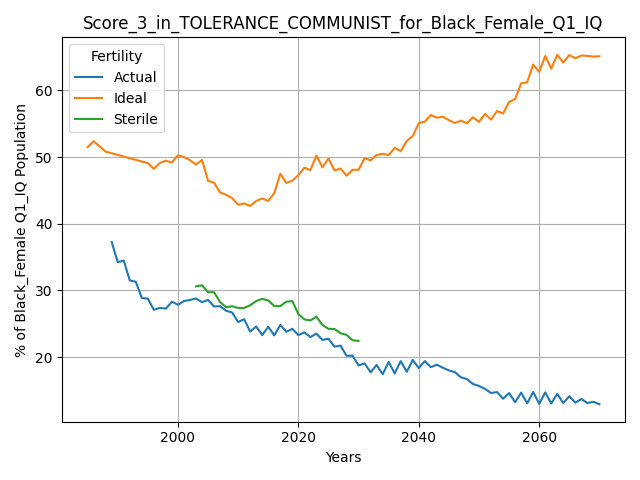 Score_3_in_TOLERANCE_COMMUNIST_for_Black_Female_Q1_IQ
Fertility
Actual
Ideal
Sterile
% of Black_Female Q1_IQ Population
60
50
40
30
20
2000
2020
2040
2060
Years